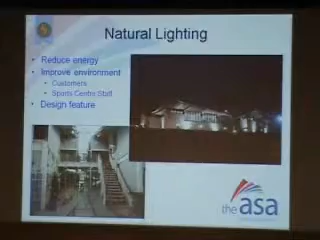 Natural Lighting
• Reduce energy
• Improve environment
• Customers
• Sports Centre Staff
• Design feature
the asa